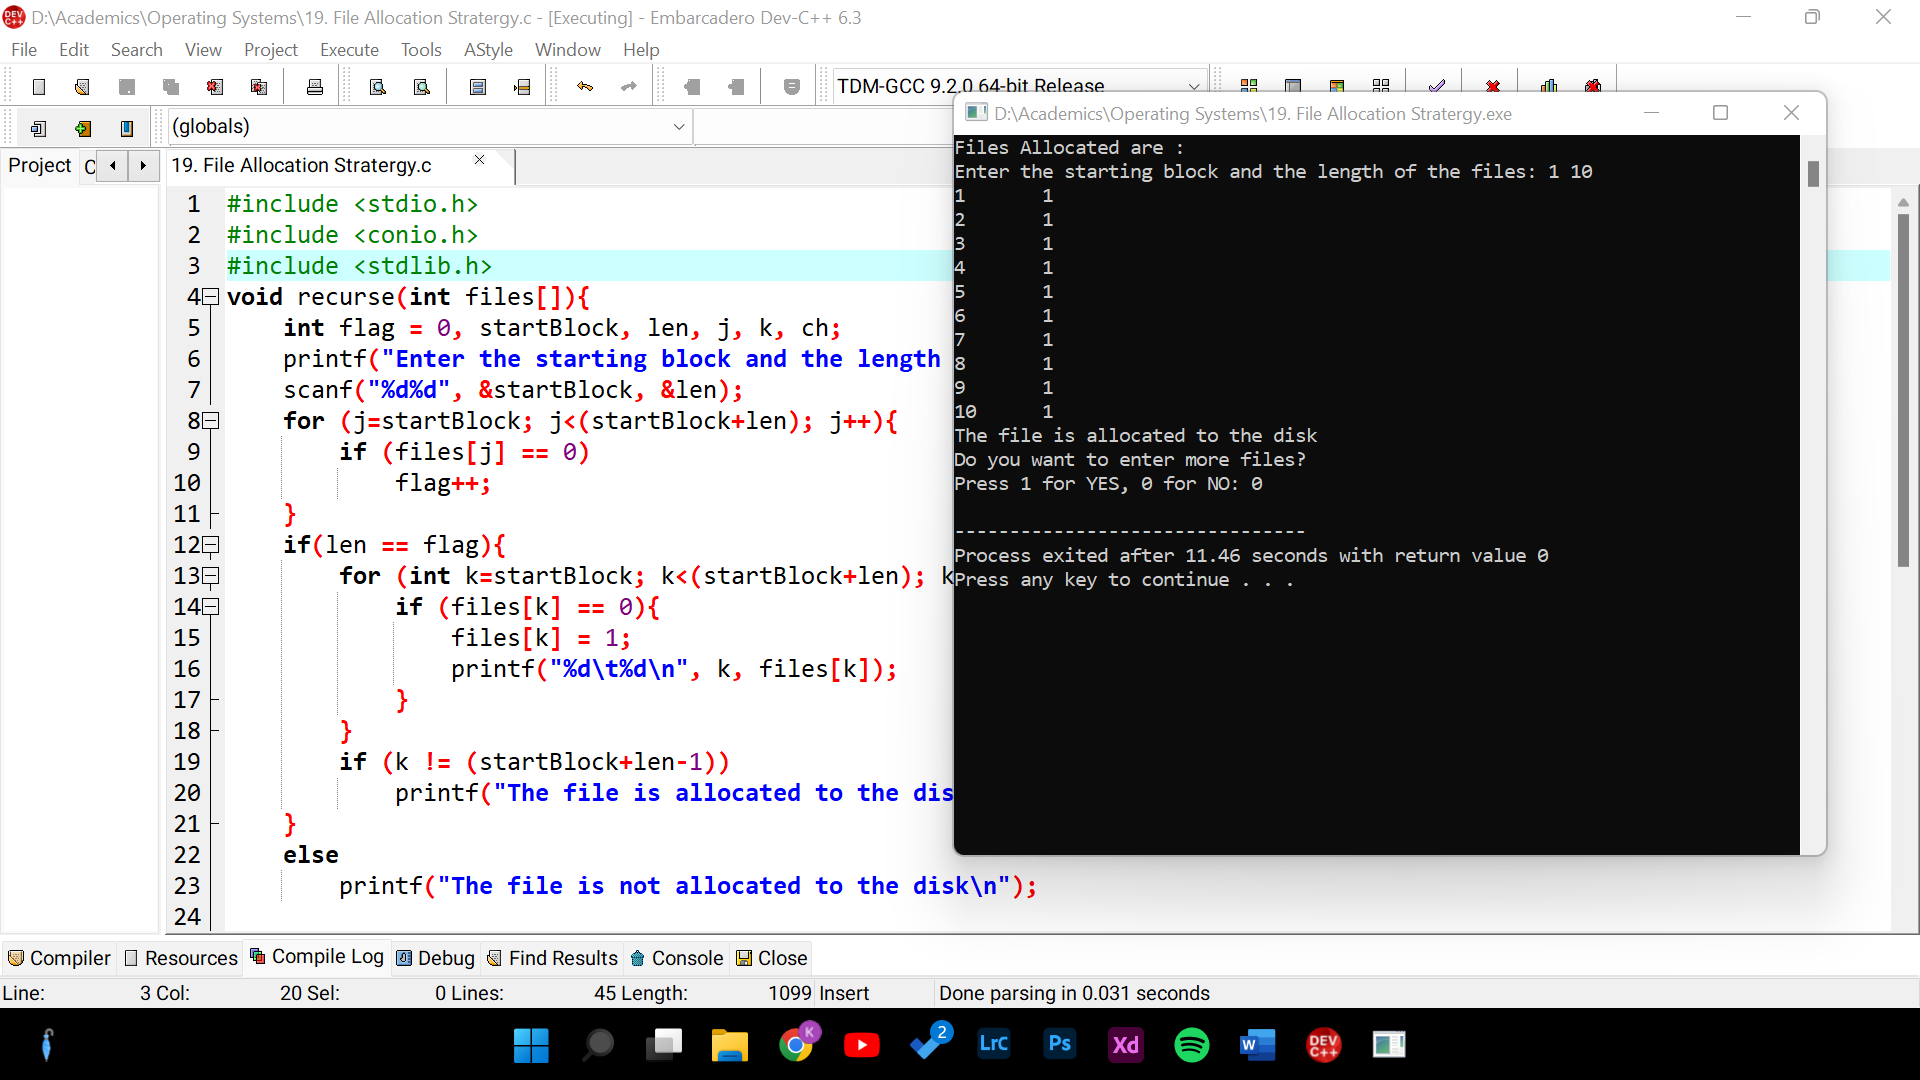 D:\Academics\Operating Systems\19. File Allocation Stratergy.c - [Executing] - Embarcadero Dev-C++ 6.3
File Edit Search View Project Execute Tools AStyle Window Help
TDM-GCC 9.2.0 64-bit Release
(globals)
Project
19. File Allocation Stratergy.c
1 #include <stdio.h>
2 #include <conio.h>
3 #include <stdlib.h>
4 void recurse(int files[]){
5 int flag = 0, startBlock, len, j, k, ch;
6 printf("Enter the starting block and the length
7 scanf("%d%d", &startBlock, &len);
8 for (j=startBlock; j<(startBlock+len); j++){
9 if (files[j] == 0)
10 flag++;
11 }
12 if(len == flag){
13 for (int k=startBlock; k<(startBlock+len); k
14 if (files[k] == 0){
15 files[k] = 1;
16 printf("%d\t%d\n", k, files[k]);
17 }
18 }
19 if (k != (startBlock+len-1))
20 printf("The file is allocated to the dis
21 }
22 else
23 printf("The file is not allocated to the disk\n");
24
D:\Academics\Operating Systems\19. File Allocation Stratergy.exe
Files Allocated are :
Enter the starting block and the length of the files: 1 10
1 1
2 1
3 1
4 1
5 1
6 1
7 1
8 1
9 1
10 1
The file is allocated to the disk
Do you want to enter more files?
Press 1 for YES, 0 for NO: 0
--------------------------------
Process exited after 11.46 seconds with return value 0
Press any key to continue . . .
Compiler Resources Compile Log Debug Find Results Console Close
Line: 3 Col: 20 Sel: 0 Lines: 45 Length: 1099 Insert Done parsing in 0.031 seconds
K 2 LrC Ps Xd W DEV C++